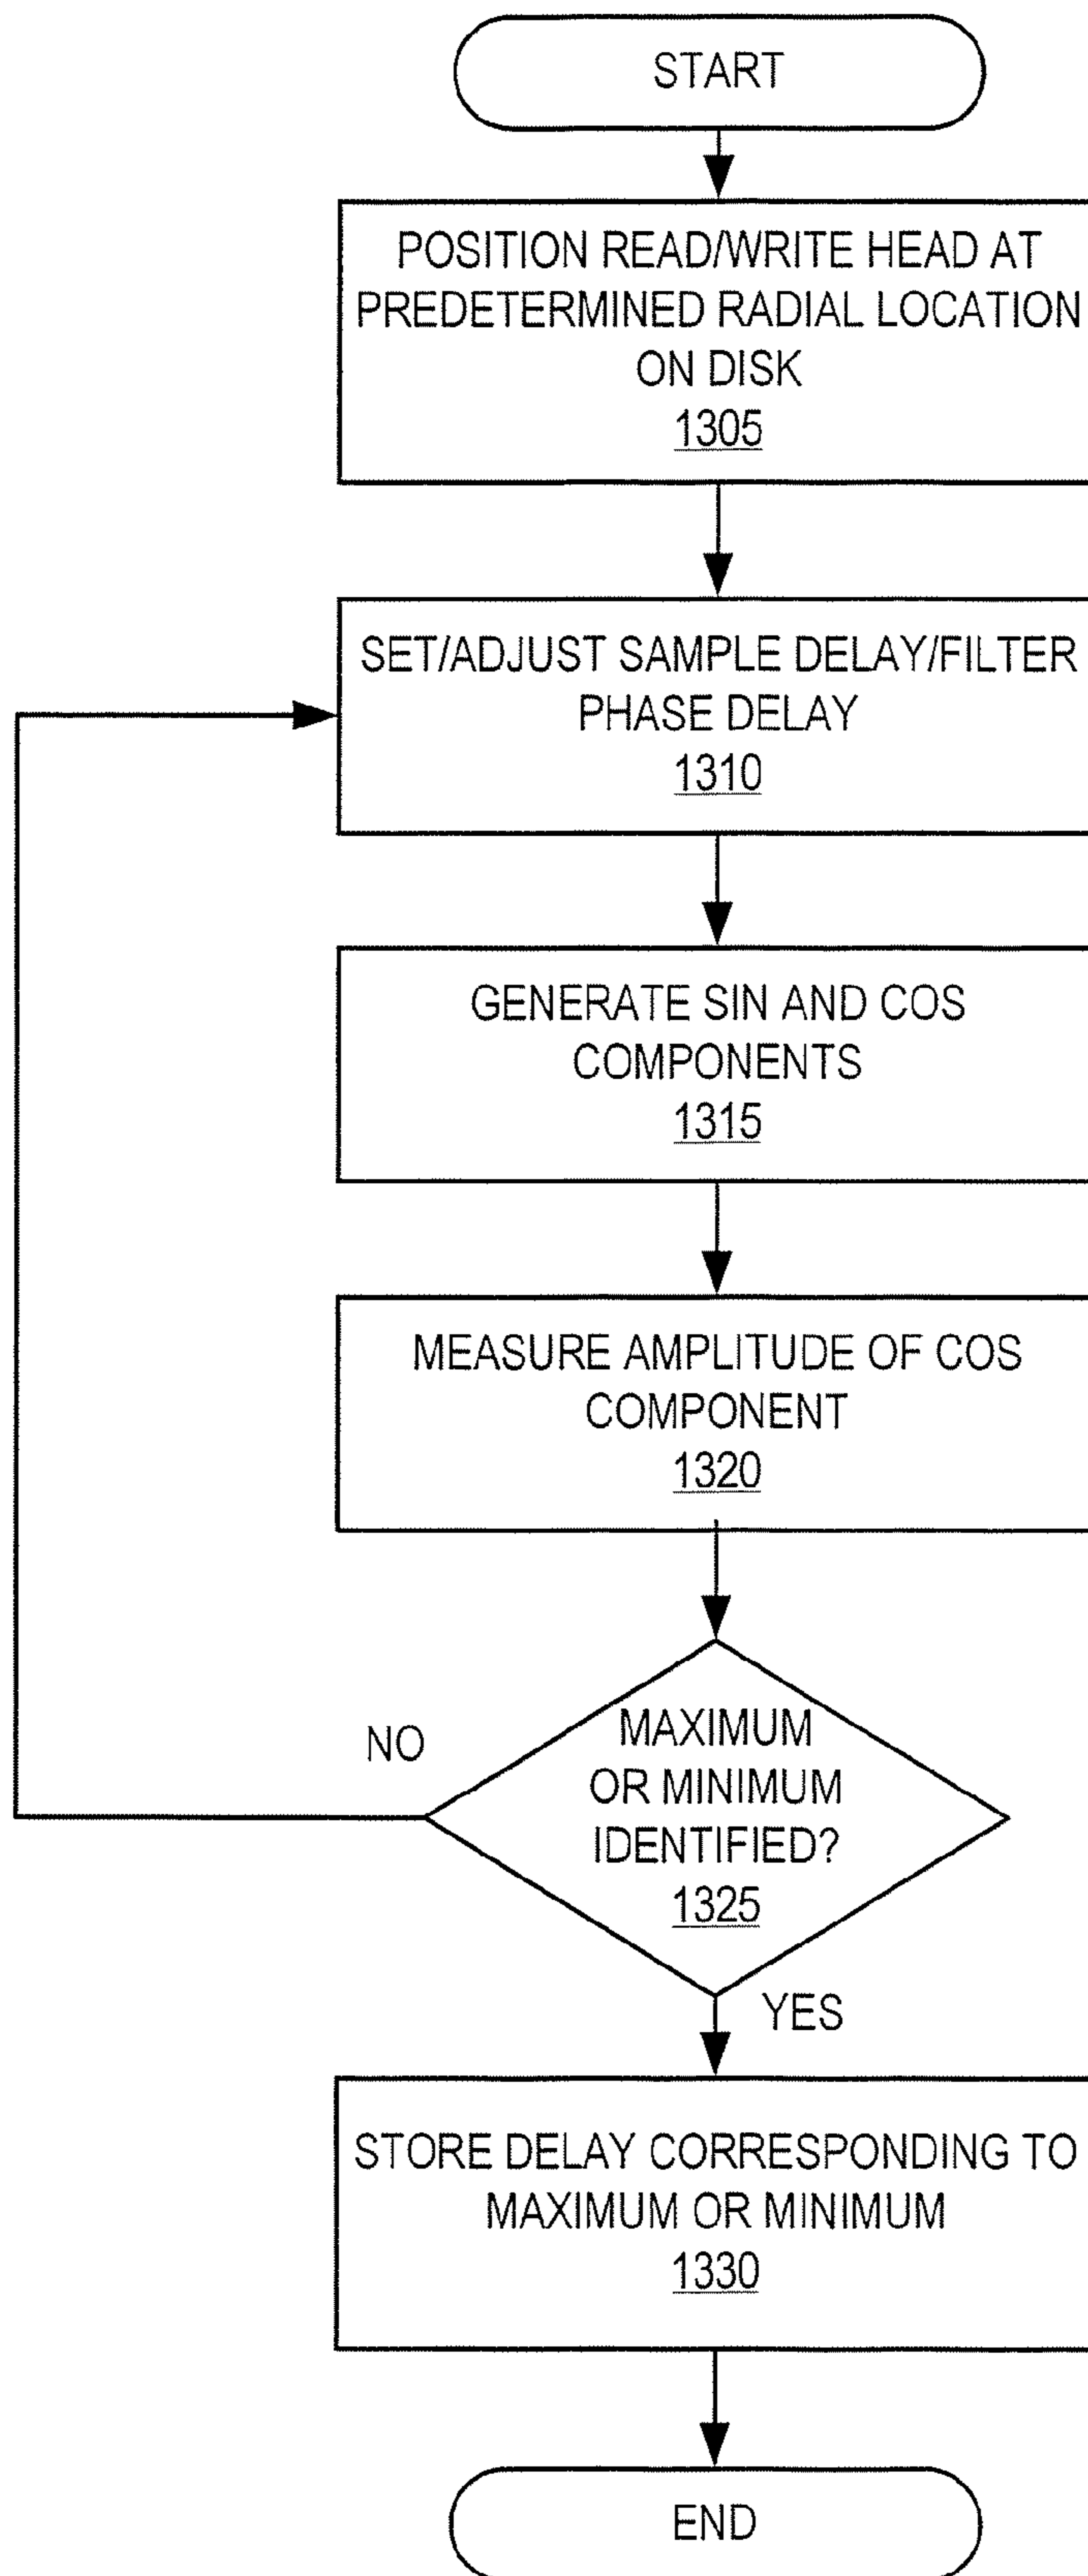 START
POSITION READ/WRITE HEAD AT
PREDETERMINED RADIAL LOCATION
ON DISK
1305
SET/ADJUST SAMPLE DELAY/FILTER
PHASE DELAY
1310
GENERATE SIN AND COS
COMPONENTS
1315
MEASURE AMPLITUDE OF COS
COMPONENT
1320
NO
MAXIMUM
OR MINIMUM
IDENTIFIED?
1325
YES
STORE DELAY CORRESPONDING TO
MAXIMUM OR MINIMUM
1330
END